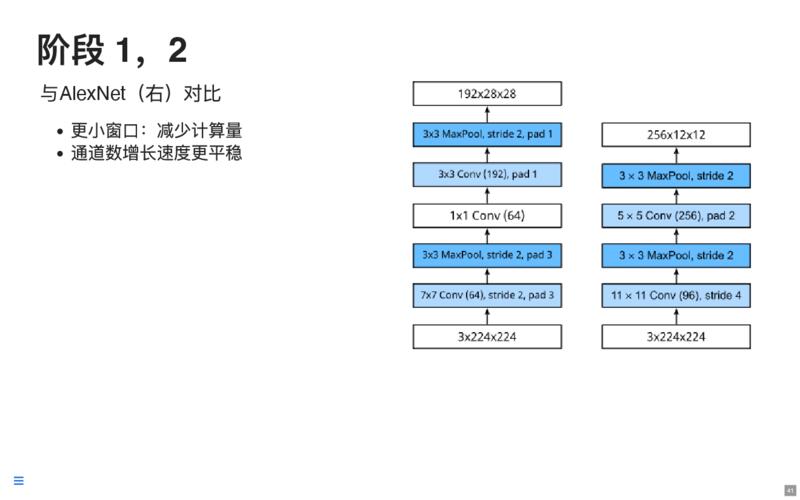 阶段 1，2
与AlexNet（右）对比
• 更小窗口：减少计算量
• 通道数增长速度更平稳
192x28x28
3x3 MaxPool, stride 2, pad 1
3x3 Conv (192), pad 1
1x1 Conv (64)
3x3 MaxPool, stride 2, pad 3
7x7 Conv (64), stride 2, pad 3
3x224x224
256x12x12
3 × 3 MaxPool, stride 2
5 × 5 Conv (256), pad 2
3 × 3 MaxPool, stride 2
11 × 11 Conv (96), stride 4
3x224x224
41